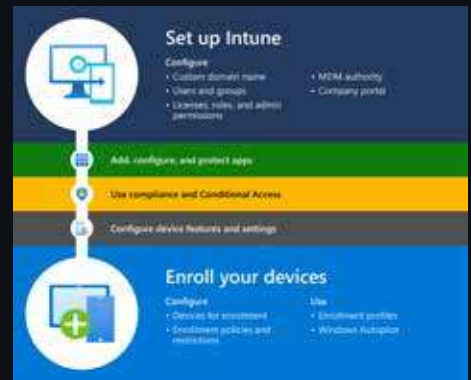 Set up Intune
Configure
• Custom domain name
• Users and groups
• Licenses, roles, and admin
permissions
• MDM authority
• Company portal
Add, configure, and protect apps
Use compliance and Conditional Access
Configure device features and settings
Enroll your devices
Configure
• Devices for enrollment
• Enrollment policies and
restrictions
Use
• Enrollment profiles
• Windows Autopilot